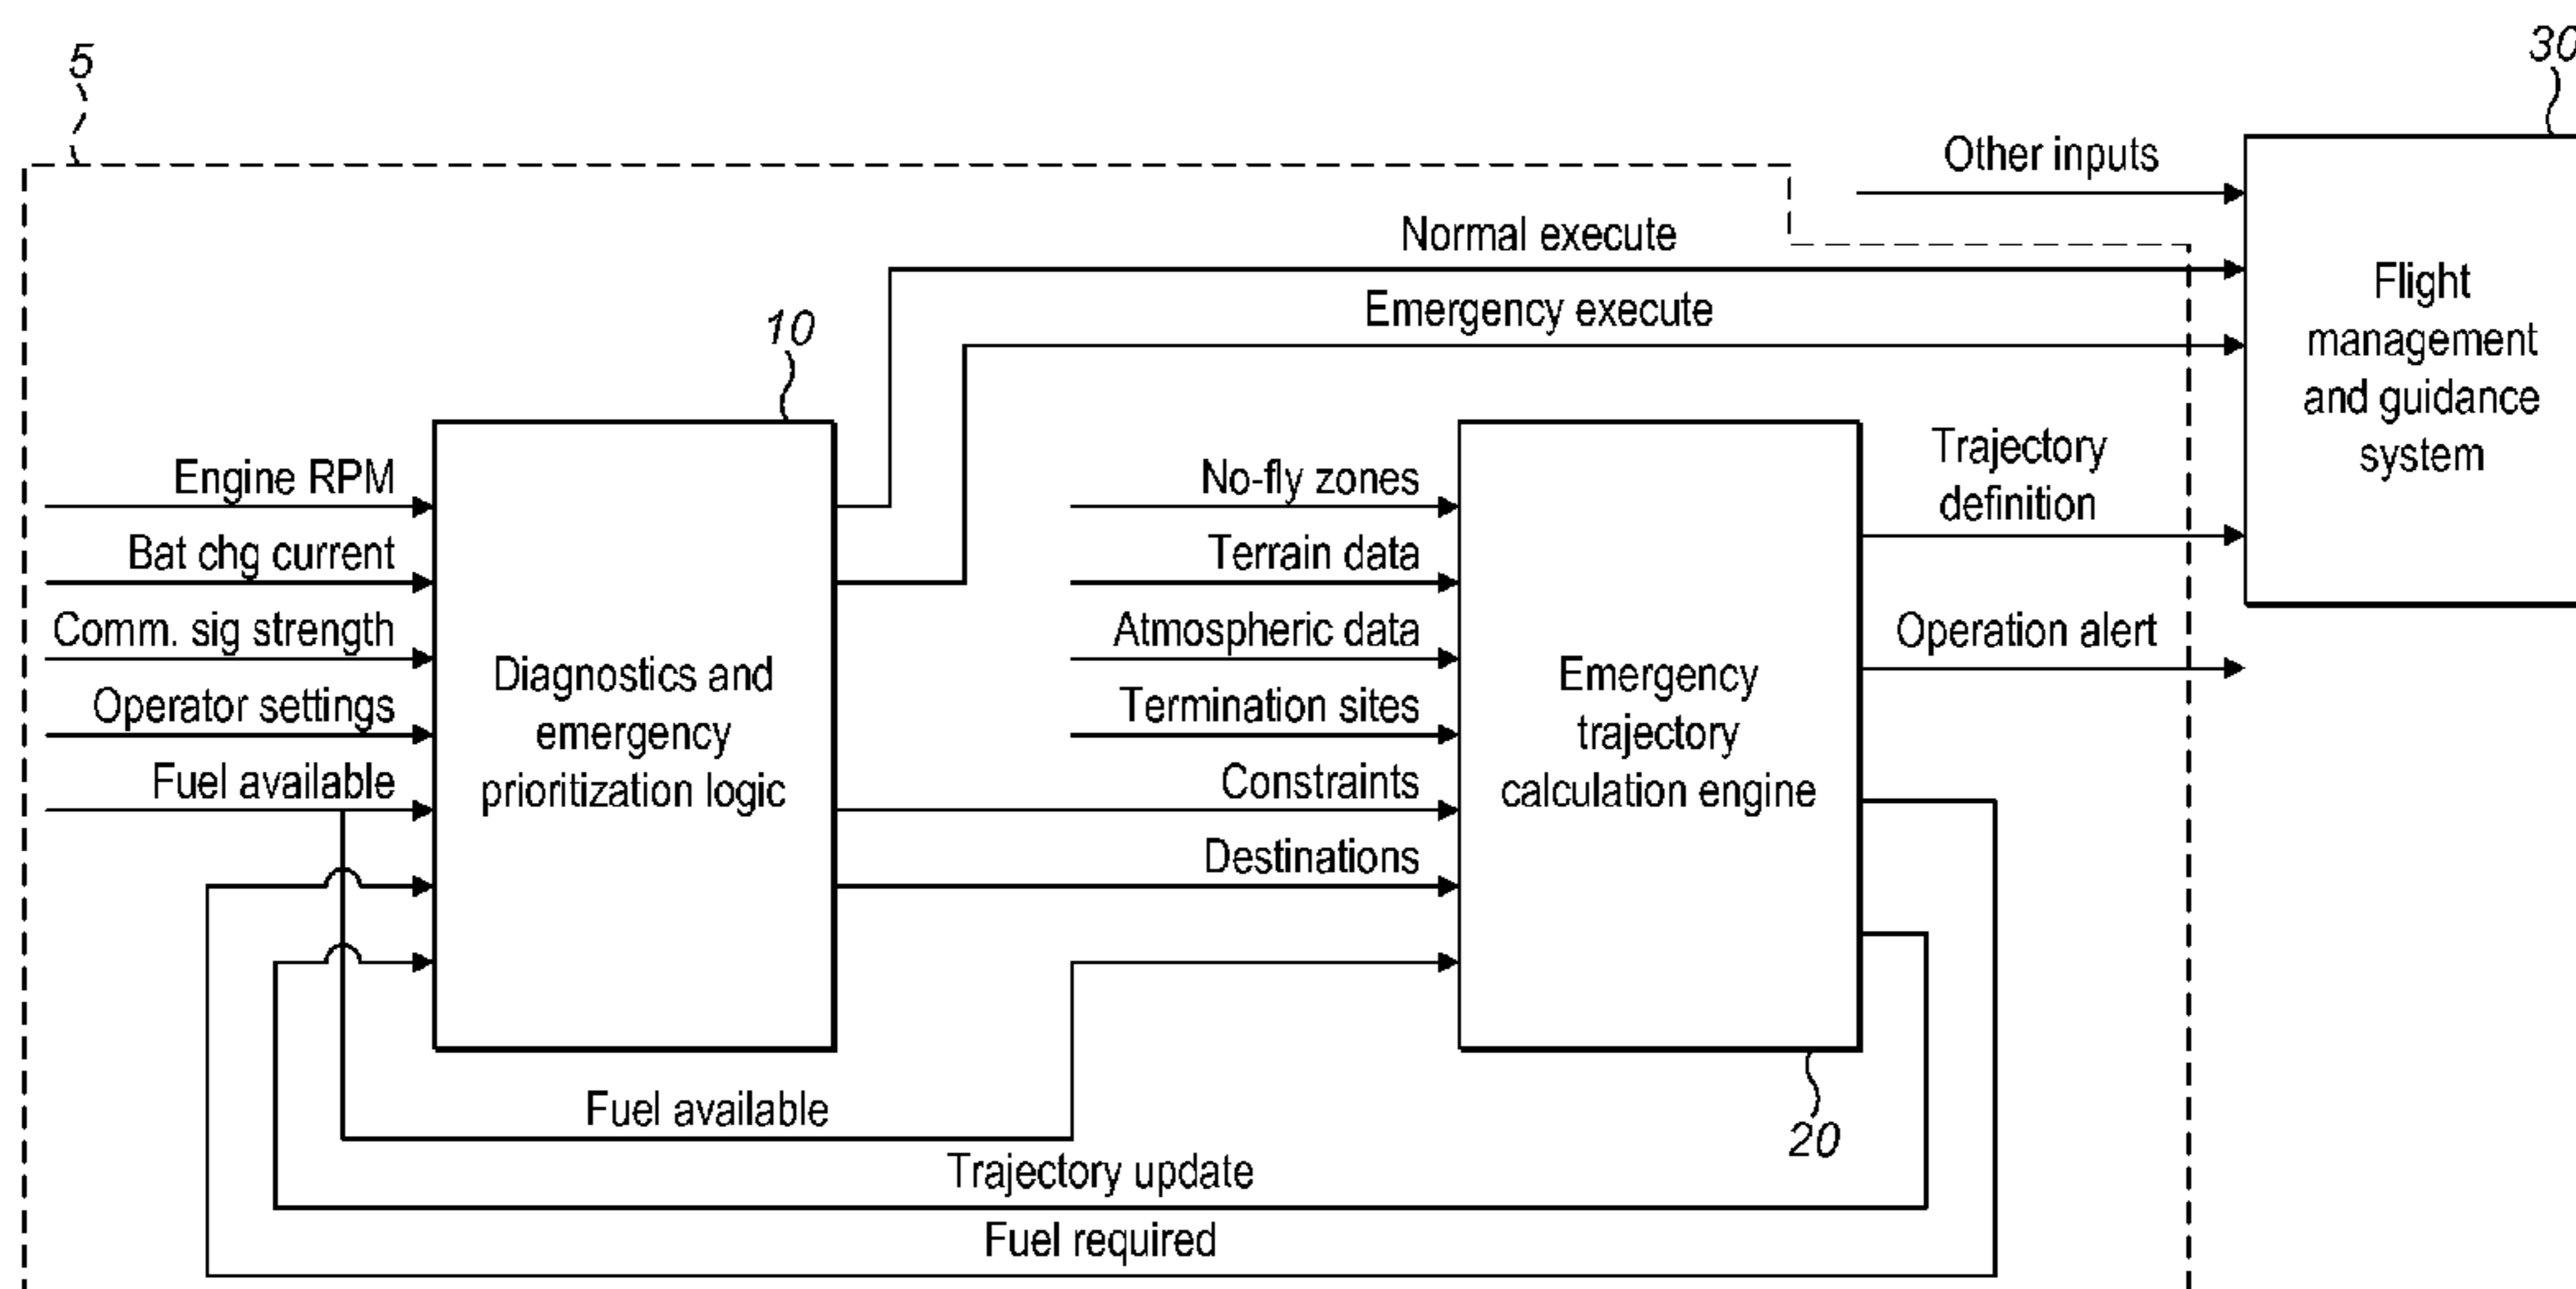 5
30
Other inputs
Normal execute
Emergency execute
Flight
management
and guidance
system
10
Engine RPM
Bat chg current
Comm. sig strength
Operator settings
Fuel available
Diagnostics and
emergency
prioritization logic
No-fly zones
Terrain data
Atmospheric data
Termination sites
Constraints
Destinations
Emergency
trajectory
calculation engine
Trajectory
definition
Operation alert
20
Fuel available
Trajectory update
Fuel required